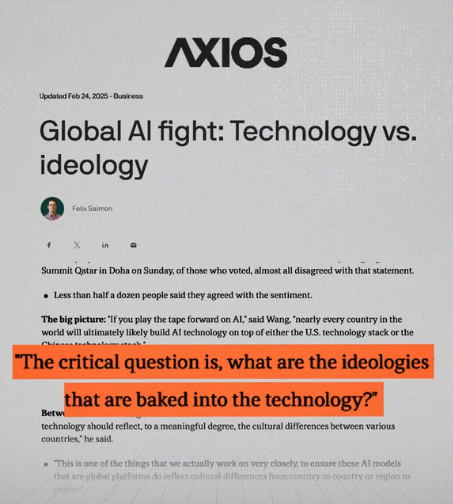 AXIOS
Updated Feb 24, 2025 - Business
Global AI fight: Technology vs.
ideology
Felix Salmon
Summit Qatar in Doha on Sunday, of those who voted, almost all disagreed with that statement.
• Less than half a dozen people said they agreed with the sentiment.
The big picture: "If you play the tape forward on AI," said Wang, "nearly every country in the
world will ultimately likely build AI technology on top of either the U.S. technology stack or the
Chinese technology stack."
"The critical question is, what are the ideologies
that are baked into the technology?"
technology should reflect, to a meaningful degree, the cultural differences between various
countries," he said.
• "This is one of the things that we actually work on very closely, to ensure these AI models
that are global platforms do reflect cultural differences from country to country or region to
region."